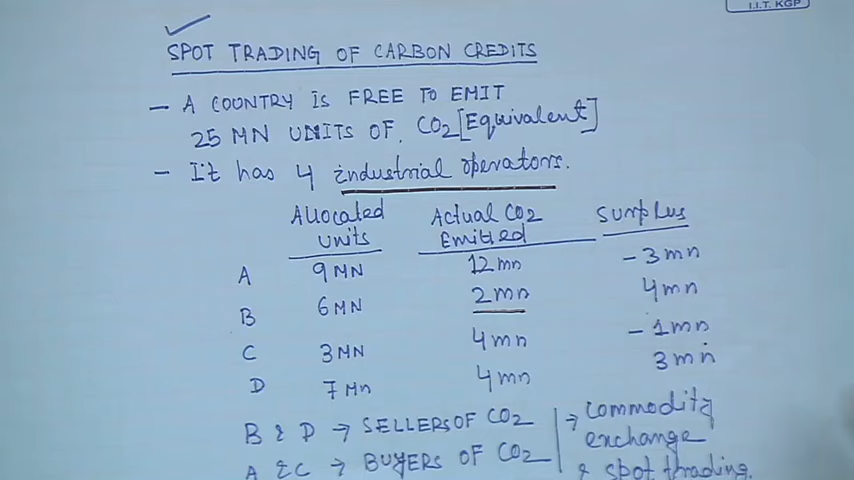 I.I.T. KGP
SPOT TRADING OF CARBON CREDITS
- A COUNTRY IS FREE TO EMIT
25 MN UNITS OF. CO2 [Equivalent]
- It has 4 industrial operators.
Allocated Units Actual CO2 Emitted Surplus
A 9 MN 12 mn -3 mn
B 6 MN 2 mn 4 mn
C 3 MN 4 mn -1 mn
D 7 Mn 4 mn 3 mn
B & D → SELLERS OF CO2 → commodity
exchange
A & C → BUYERS OF CO2 & spot trading.